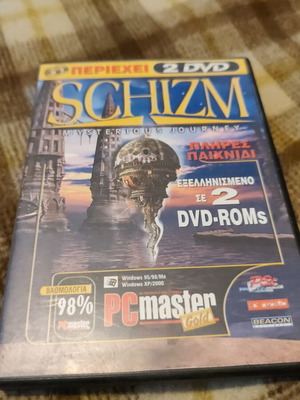 ΠΕΡΙΕΧΕΙ 2 DVD
SCHIZM
MYSTERIOUS JOURNEY
ΠΛΗΡΕΣ
ΠΑΙΧΝΙΔΙ
ΕΞΕΛΛΗΝΙΣΜΕΝΟ
ΣΕ 2
DVD-ROMs
Windows 95/98/Me
Windows XP/2000
ΒΑΘΜΟΛΟΓΙΑ
98%
PCmaster
PCmaster
Gold
BEACON